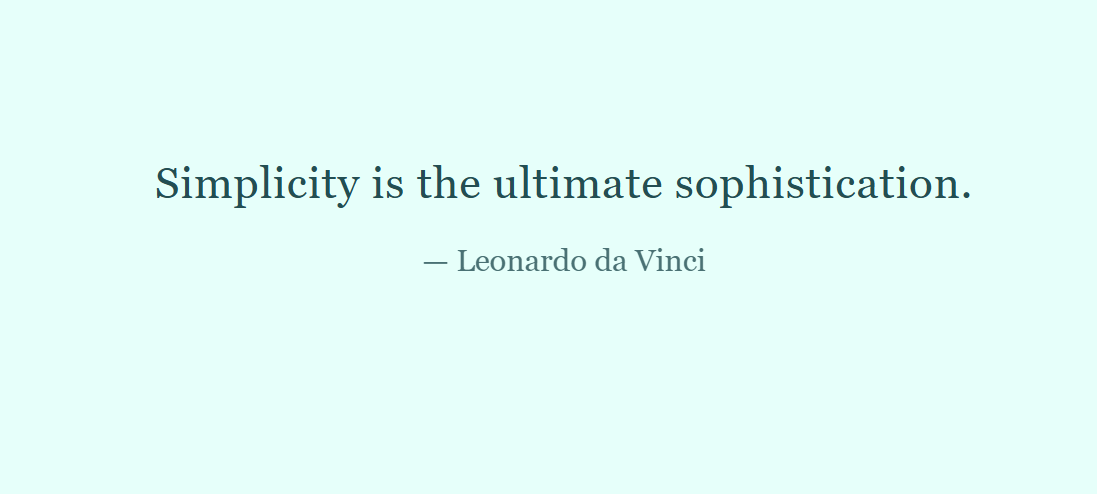 Simplicity is the ultimate sophistication.
— Leonardo da Vinci